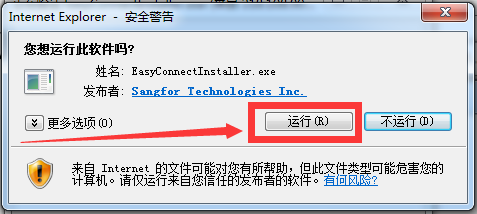 Internet Explorer - 安全警告
您想运行此软件吗?
姓名: EasyConnectInstaller.exe
发布者: Sangfor Technologies Inc.
更多选项(O) 运行(R) 不运行(D)
来自 Internet 的文件可能对您有所帮助，但此文件类型可能危害您的
计算机。请仅运行来自您信任的发布者的软件。有何风险?